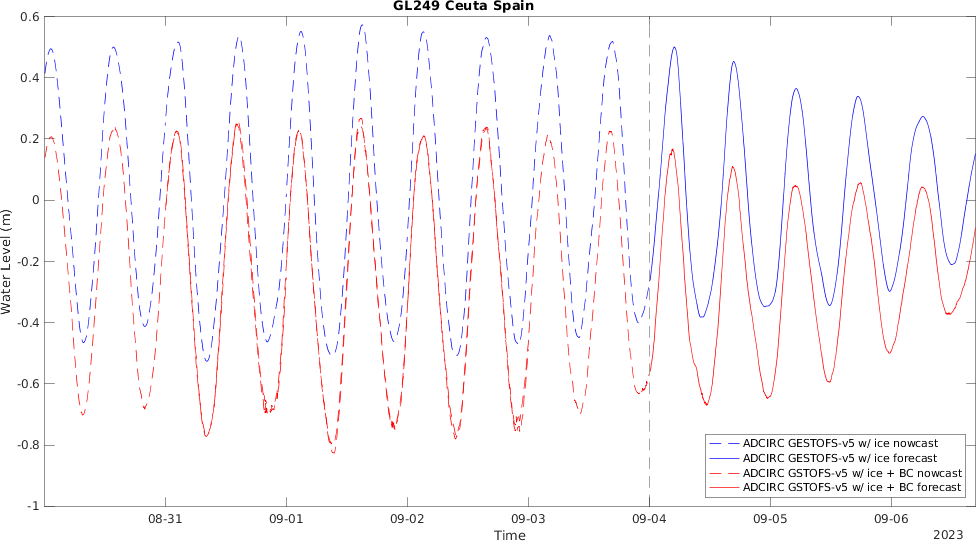 GL249 Ceuta Spain
0.6
0.4
0.2
0
-0.2
-0.4
-0.6
-0.8
-1
Water Level (m)
08-31
09-01
09-02
09-03
09-04
09-05
09-06
Time
2023
ADCIRC GESTOFS-v5 w/ ice nowcast
ADCIRC GESTOFS-v5 w/ ice forecast
ADCIRC GSTOFS-v5 w/ ice + BC nowcast
ADCIRC GSTOFS-v5 w/ ice + BC forecast